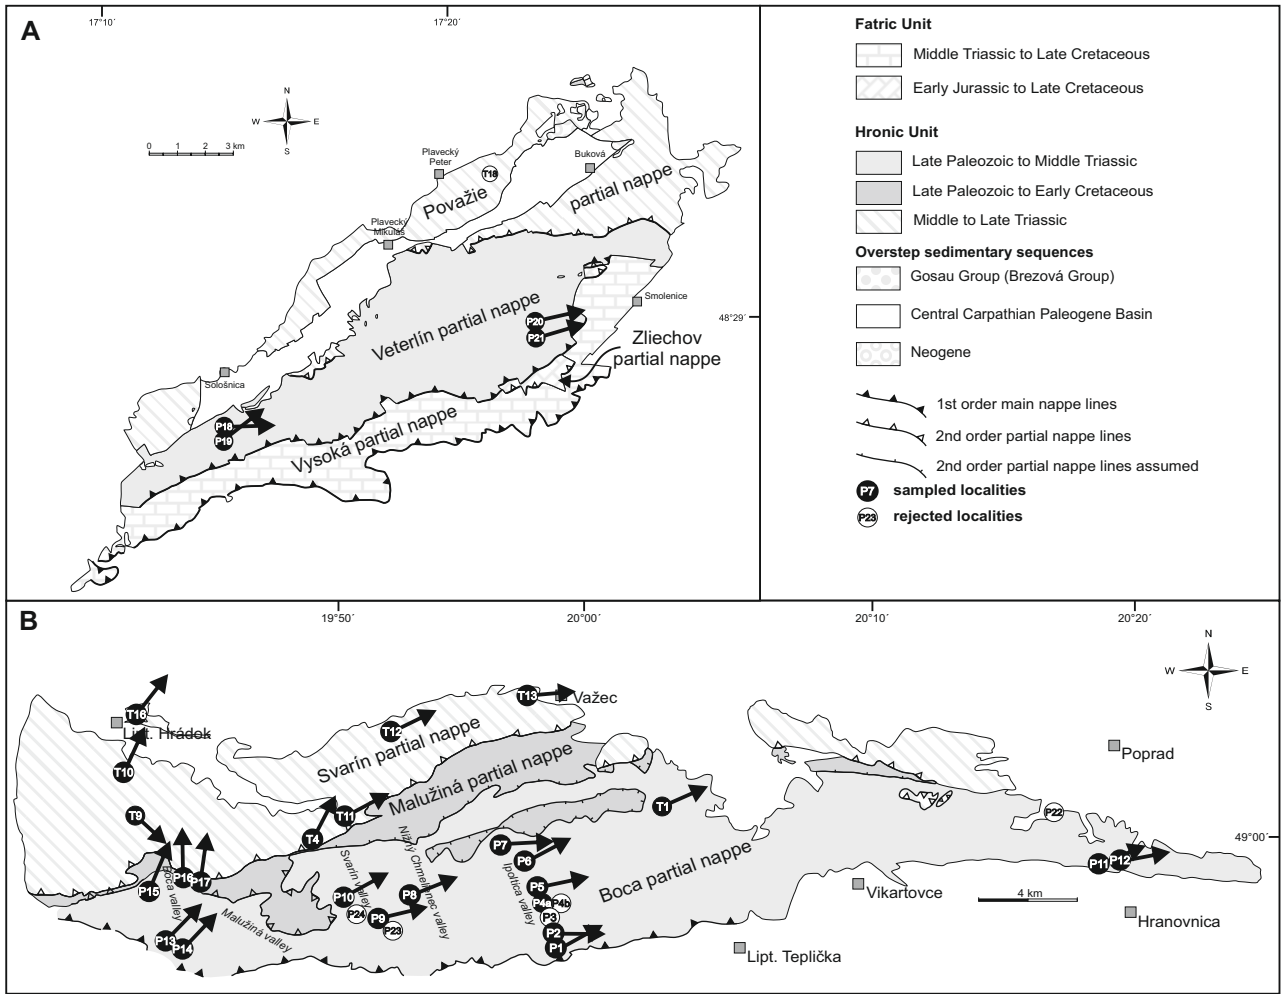 A
17°10´
17°20´
N
W
E
S
0
1
2
3 km
Plavecký
Peter
T18
Buková
Považie
partial nappe
Plavecký
Mikuláš
Smolenice
48°29´
Veterlín partial nappe
P20
P21
Zliechov
partial nappe
Sološnica
P18
P19
Vysoká partial nappe
Fatric Unit
Middle Triassic to Late Cretaceous
Early Jurassic to Late Cretaceous
Hronic Unit
Late Paleozoic to Middle Triassic
Late Paleozoic to Early Cretaceous
Middle to Late Triassic
Overstep sedimentary sequences
Gosau Group (Brezová Group)
Central Carpathian Paleogene Basin
Neogene
1st order main nappe lines
2nd order partial nappe lines
2nd order partial nappe lines assumed
P7 sampled localities
P23 rejected localities
B
19°50´
20°00´
20°10´
20°20´
N
W
E
S
T16
Lipt. Hrádok
T10
T13
Važec
T12
Svarín partial nappe
Malužiná partial nappe
Poprad
T9
T11
T4
T1
P22
49°00´
P7
P6
Boca partial nappe
P11
P12
P15
P16
P17
Boca valley
Svarín valley
Nižný Chmelienec valley
Ipoltica valley
P10
P8
P5
P4a
P4b
P24
P9
P3
P23
P2
P1
P13
P14
Malužiná valley
Vikartovce
4 km
Hranovnica
Lipt. Teplička